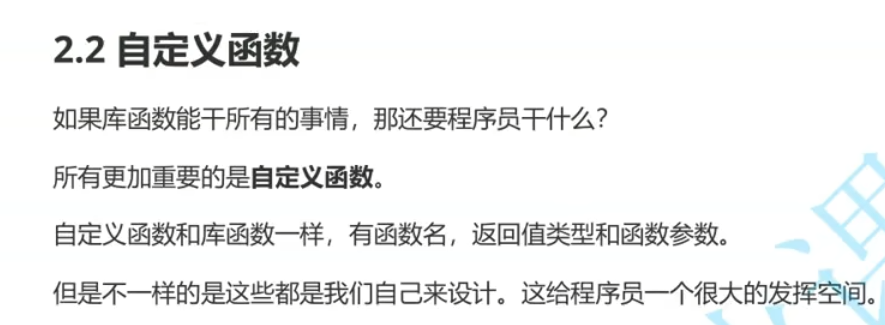 2.2 自定义函数
如果库函数能干所有的事情，那还要程序员干什么？
所有更加重要的是自定义函数。
自定义函数和库函数一样，有函数名，返回值类型和函数参数。
但是不一样的是这些都是我们自己来设计。这给程序员一个很大的发挥空间。